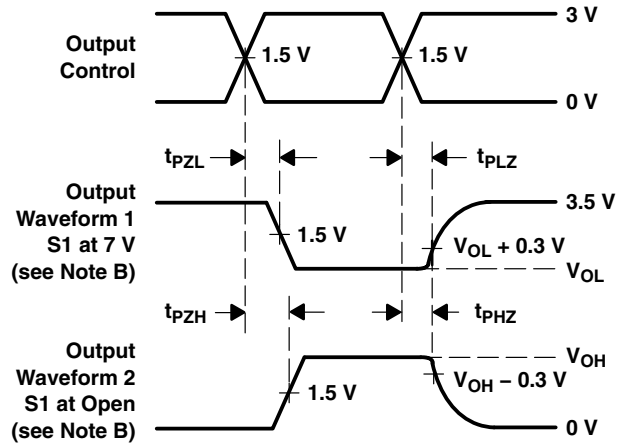 3 V
Output
Control
1.5 V
1.5 V
0 V
tPZL
tPLZ
Output
Waveform 1
S1 at 7 V
(see Note B)
3.5 V
1.5 V
VOL + 0.3 V
VOL
tPZH
tPHZ
Output
Waveform 2
S1 at Open
(see Note B)
VOH
1.5 V
VOH − 0.3 V
0 V